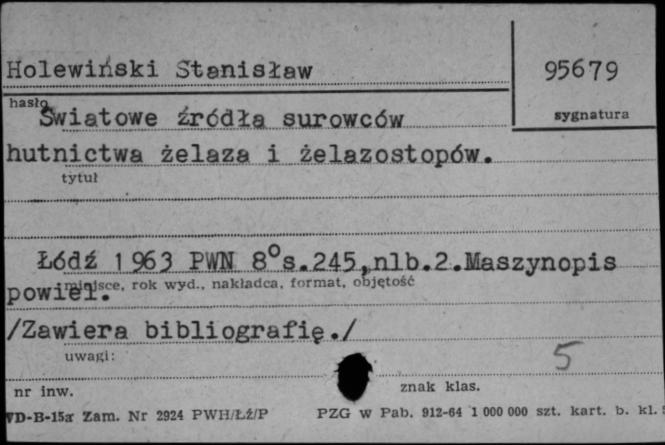 Holewiński Stanisław
95679
hasło
sygnatura
Światowe źródła surowców
hutnictwa żelaza i żelazostopów.
tytuł
Łódź 1963 PWN 8° s.245,nlb.2.Maszynopis
miejsce, rok wyd., nakładca, format, objętość
powiel.
/Zawiera bibliografię./
uwagi:
5
nr inw.
znak klas.
WD-B-15a Zam. Nr 2924 PWH/ŁŹ/P PZG w Pab. 912-64 1 000 000 szt. kart. b. kl.